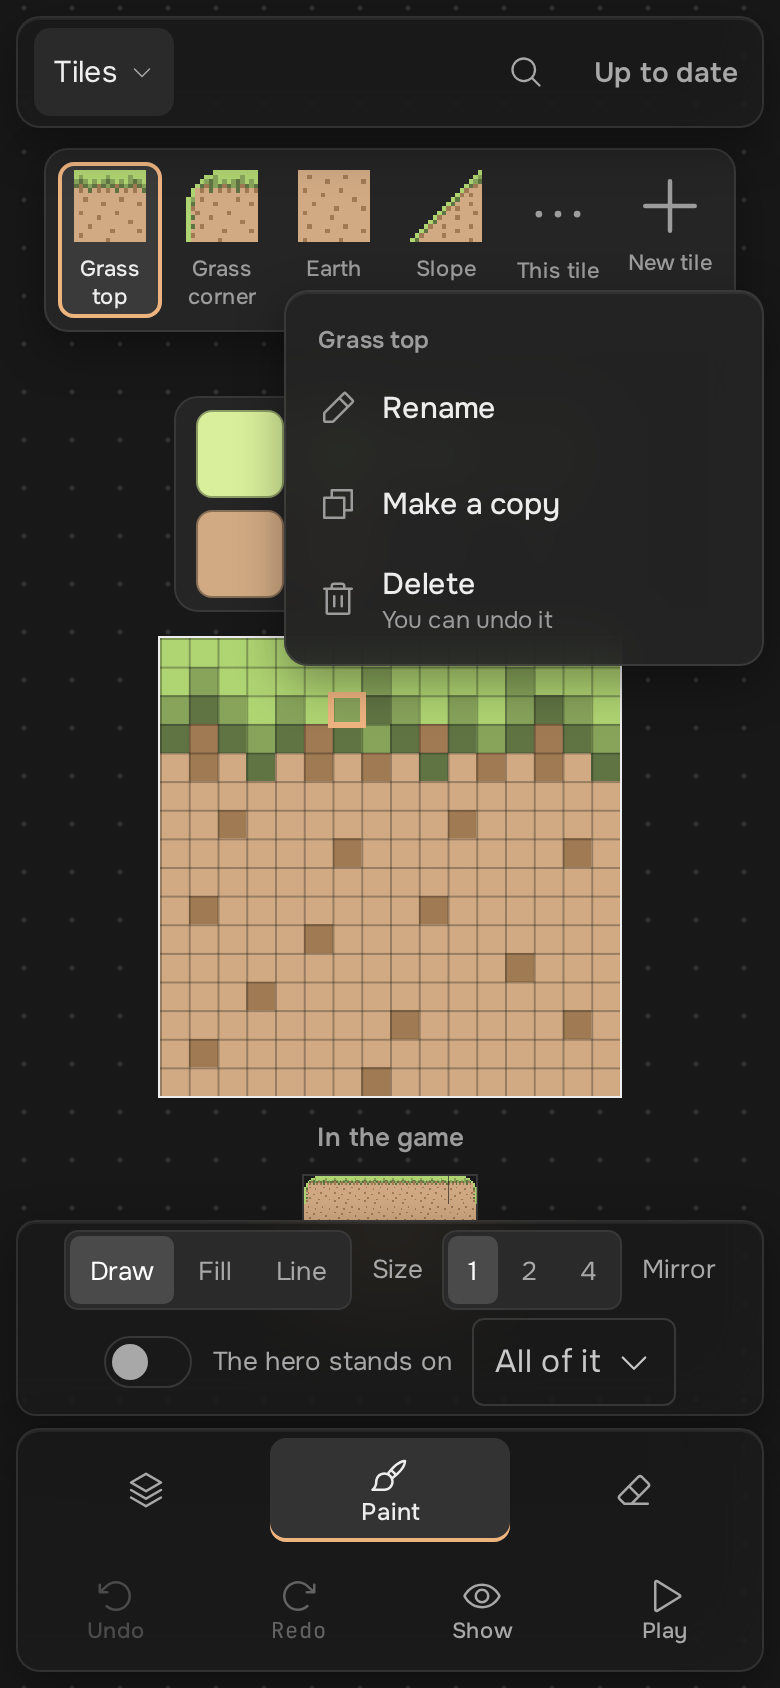 Tiles
Up to date
Grass top
Grass corner
Earth
Slope
This tile
New tile
Grass top
Rename
Make a copy
Delete
You can undo it
In the game
Draw
Fill
Line
Size
1
2
4
Mirror
The hero stands on
All of it
Paint
Undo
Redo
Show
Play